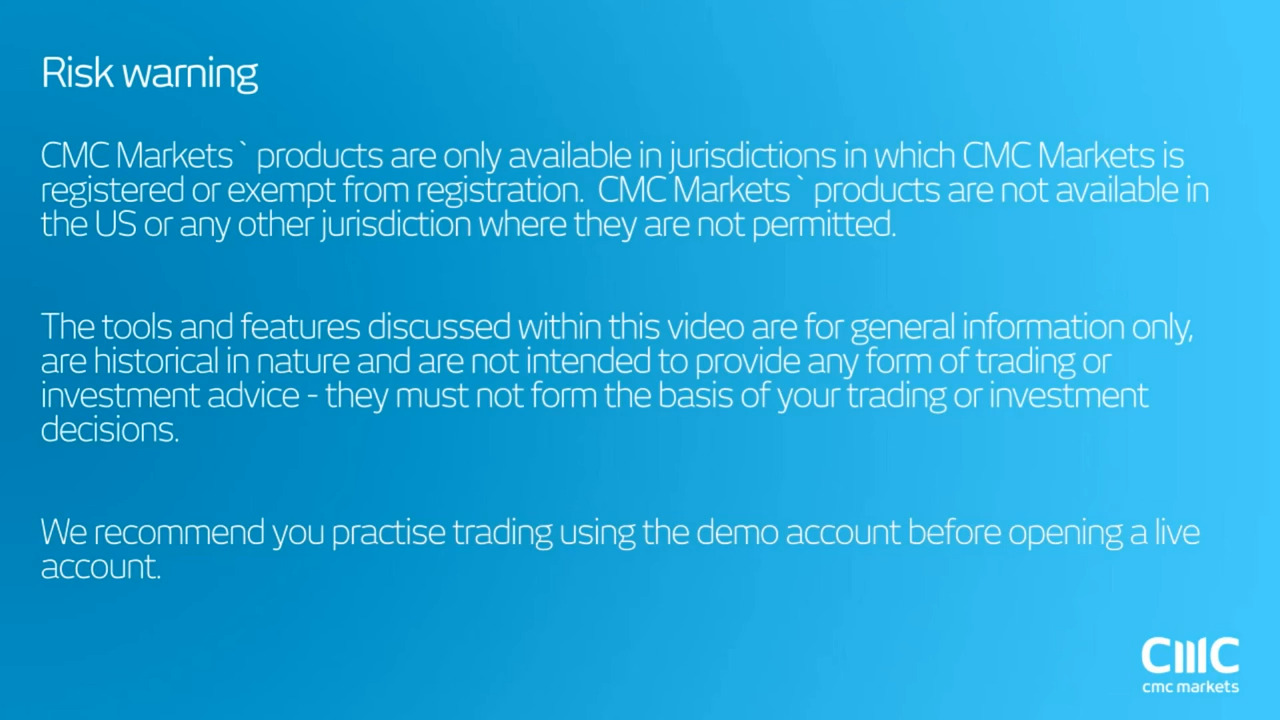 Risk warning
CMC Markets` products are only available in jurisdictions in which CMC Markets is
registered or exempt from registration.  CMC Markets` products are not available in
the US or any other jurisdiction where they are not permitted.
The tools and features discussed within this video are for general information only,
are historical in nature and are not intended to provide any form of trading or
investment advice - they must not form the basis of your trading or investment
decisions.
We recommend you practise trading using the demo account before opening a live
account.
CMC
cmc markets